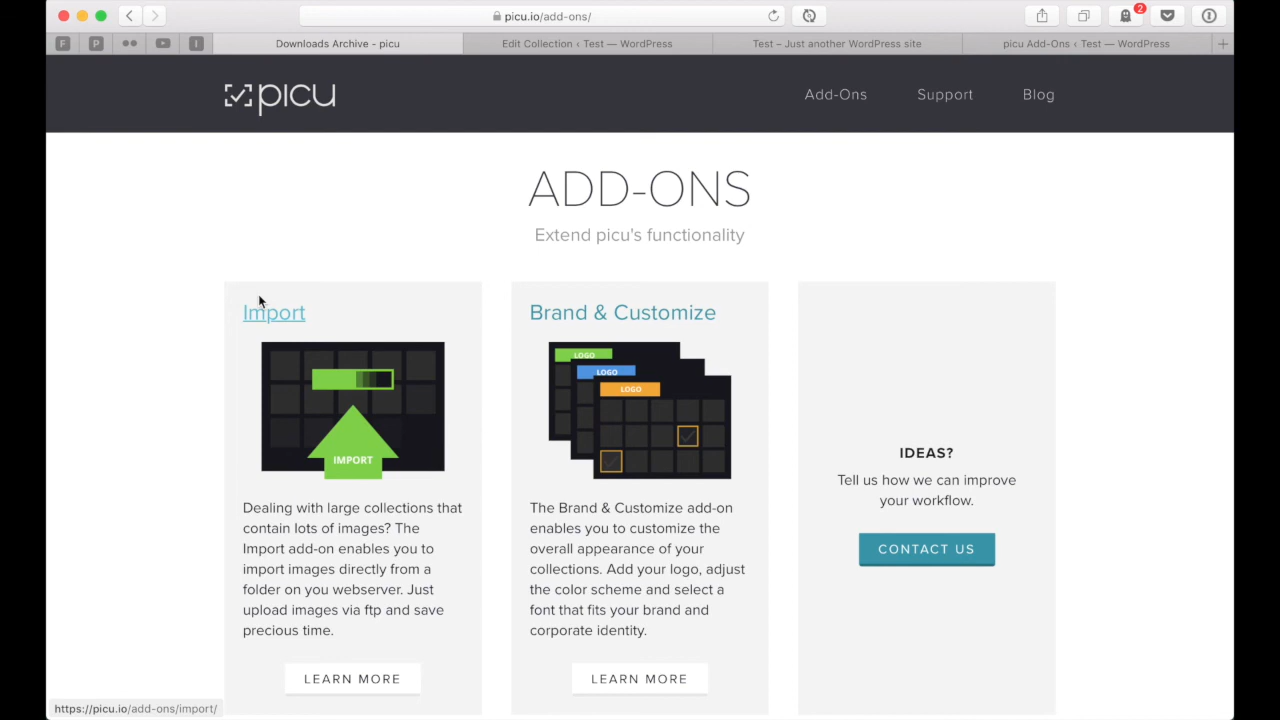 picu.io/add-ons/
2
F
P
I
Downloads Archive - picu
Edit Collection ‹ Test — WordPress
Test – Just another WordPress site
picu Add-Ons ‹ Test — WordPress
picu
Add-Ons
Support
Blog
ADD-ONS
Extend picu's functionality
Import
IMPORT
Dealing with large collections that
contain lots of images? The
Import add-on enables you to
import images directly from a
folder on you webserver. Just
upload images via ftp and save
precious time.
LEARN MORE
Brand & Customize
LOGO
LOGO
LOGO
The Brand & Customize add-on
enables you to customize the
overall appearance of your
collections. Add your logo, adjust
the color scheme and select a
font that fits your brand and
corporate identity.
LEARN MORE
IDEAS?
Tell us how we can improve
your workflow.
CONTACT US
https://picu.io/add-ons/import/